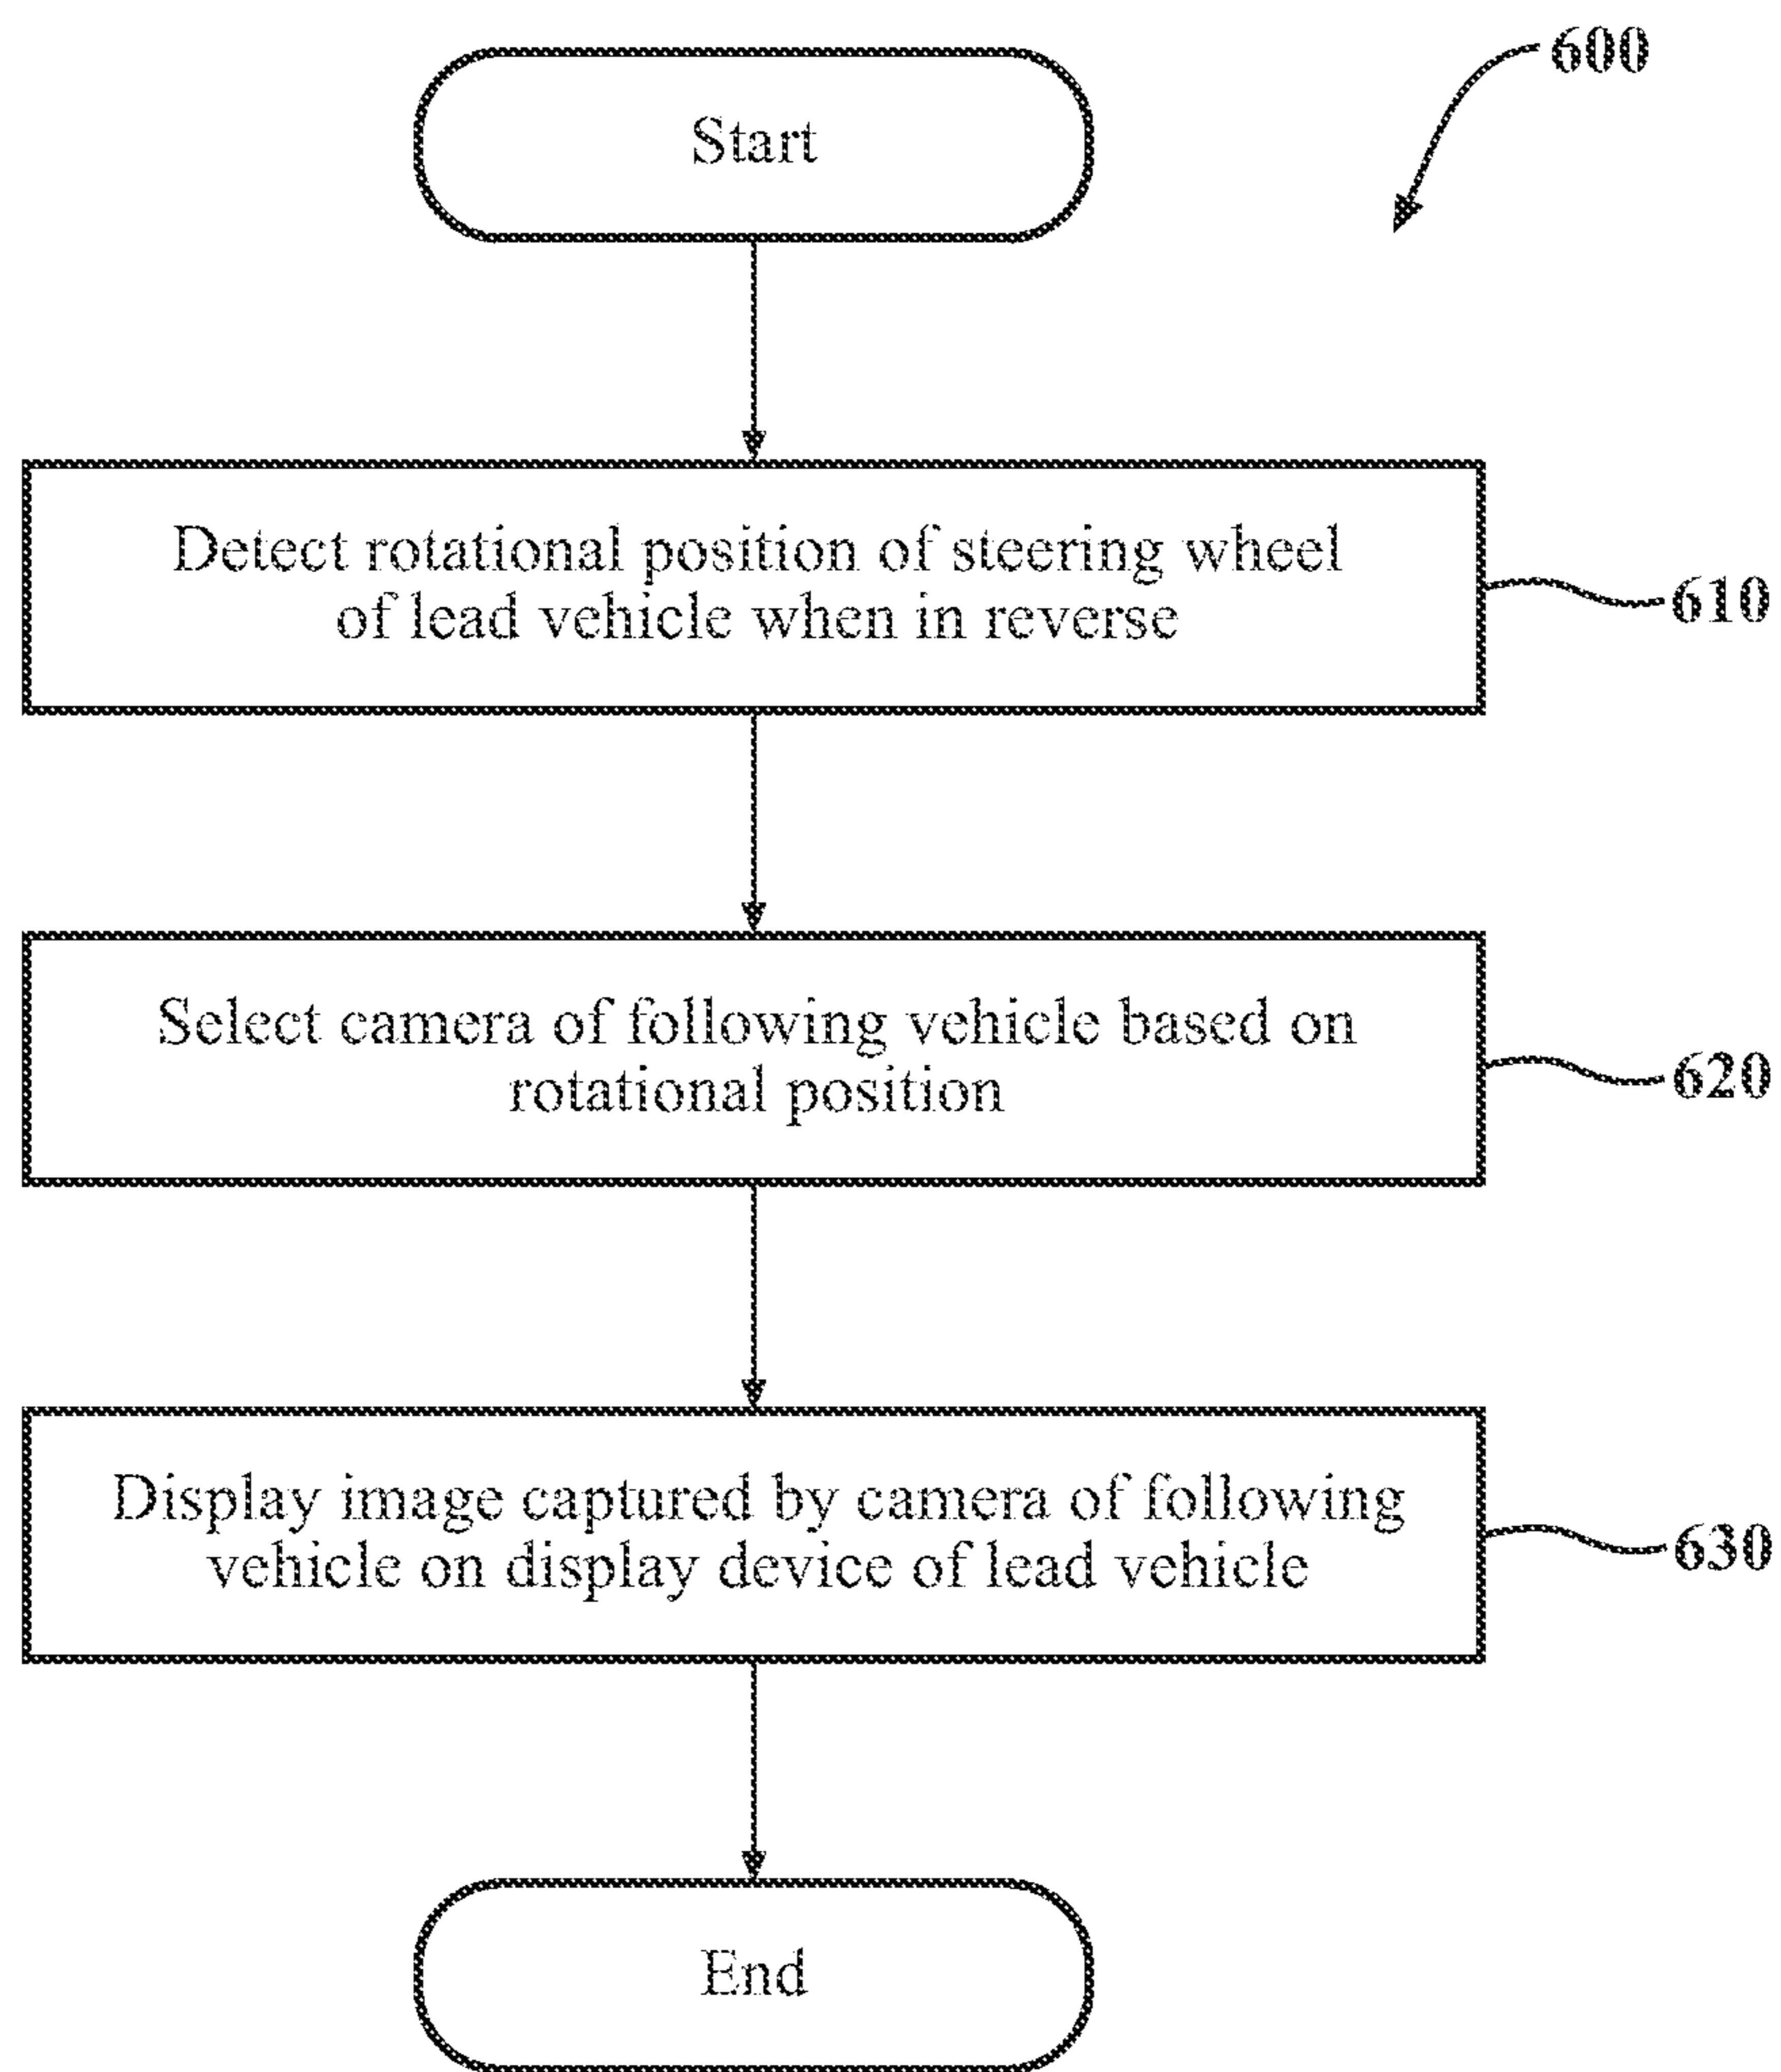 600
Start
Detect rotational position of steering wheel
of lead vehicle when in reverse
610
Select camera of following vehicle based on
rotational position
620
Display image captured by camera of following
vehicle on display device of lead vehicle
630
End